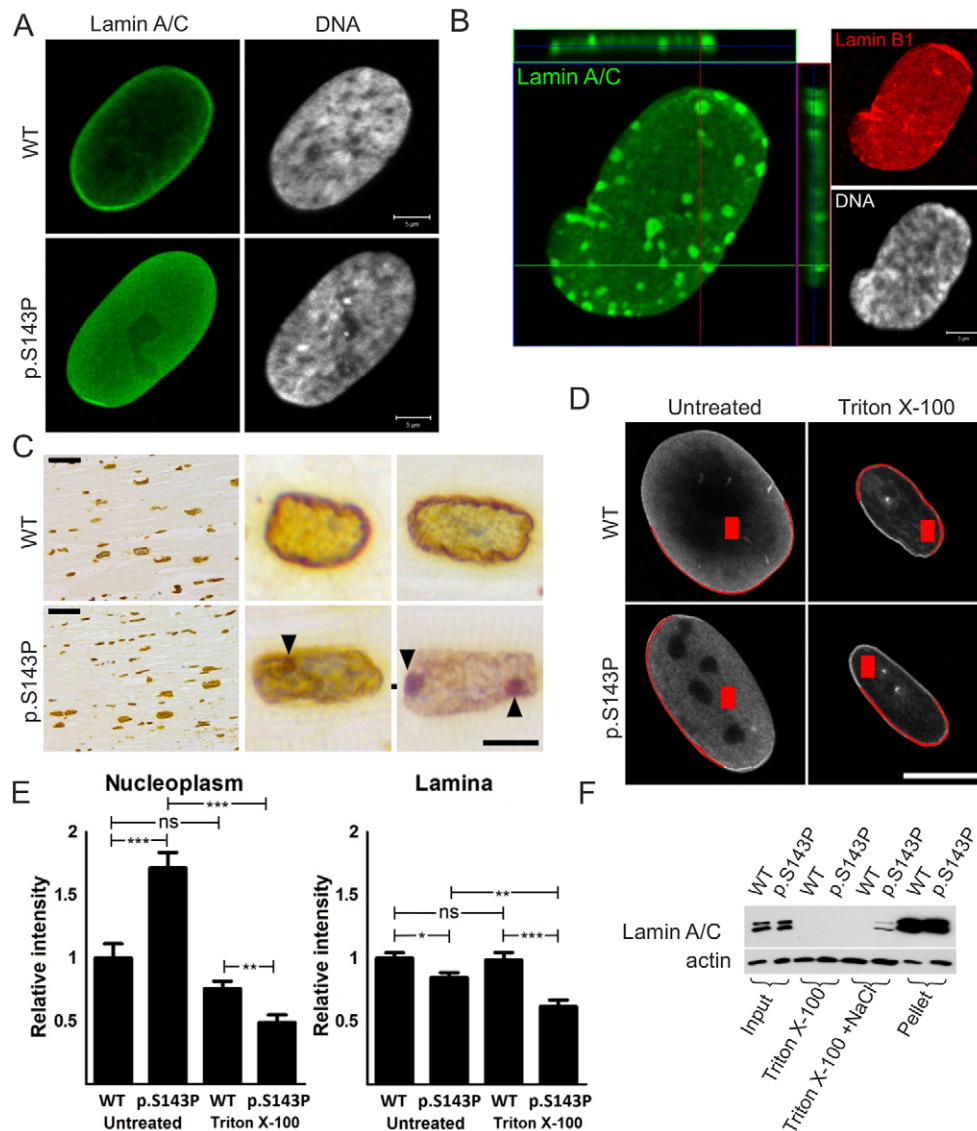 A
Lamin A/C
DNA
WT
5 µm
p.S143P
5 µm
B
Lamin A/C
Lamin B1
DNA
5 µm
C
WT
p.S143P
D
Untreated
Triton X-100
WT
p.S143P
E
Nucleoplasm
Relative intensity
2
1.5
1
0.5
***
ns
***
**
WT
p.S143P
WT
p.S143P
Untreated
Triton X-100
Lamina
Relative intensity
2
1.5
1
0.5
**
ns
*
***
WT
p.S143P
WT
p.S143P
Untreated
Triton X-100
F
WT
p.S143P
WT
p.S143P
WT
p.S143P
WT
p.S143P
Lamin A/C
actin
Input
Triton X-100
Triton X-100 +NaCl
Pellet